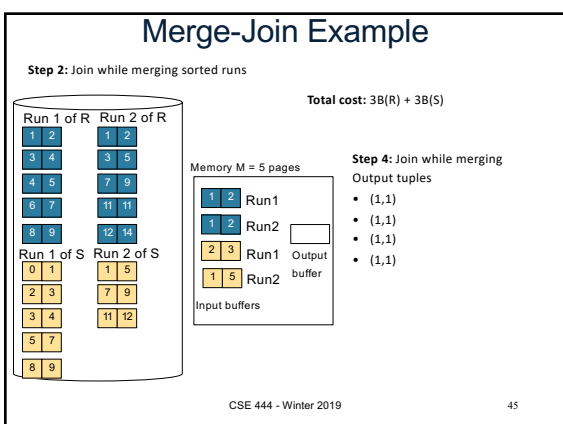 Merge-Join Example
Step 2: Join while merging sorted runs
Total cost: 3B(R) + 3B(S)
Run 1 of R Run 2 of R
1 2 1 2
3 4 3 5
4 5 7 9
6 7 11 11
8 9 12 14
Run 1 of S Run 2 of S
0 1 1 5
2 3 7 9
3 4 11 12
5 7
8 9
Memory M = 5 pages
1 2 Run1
1 2 Run2
2 3 Run1
1 5 Run2
Input buffers
Output
buffer
Step 4: Join while merging
Output tuples
• (1,1)
• (1,1)
• (1,1)
• (1,1)
CSE 444 - Winter 2019 45